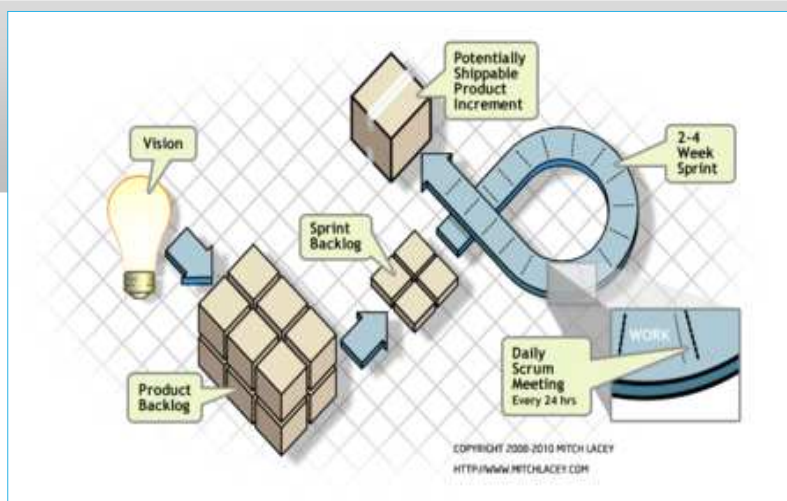 Potentially
Shippable
Product
Increment
Vision
2-4
Week
Sprint
Sprint
Backlog
WORK
Daily
Scrum
Meeting
Every 24 hrs
Product
Backlog
COPYRIGHT 2008-2010 MITCH LACEY
HTTP://WWW.MITCHLACEY.COM